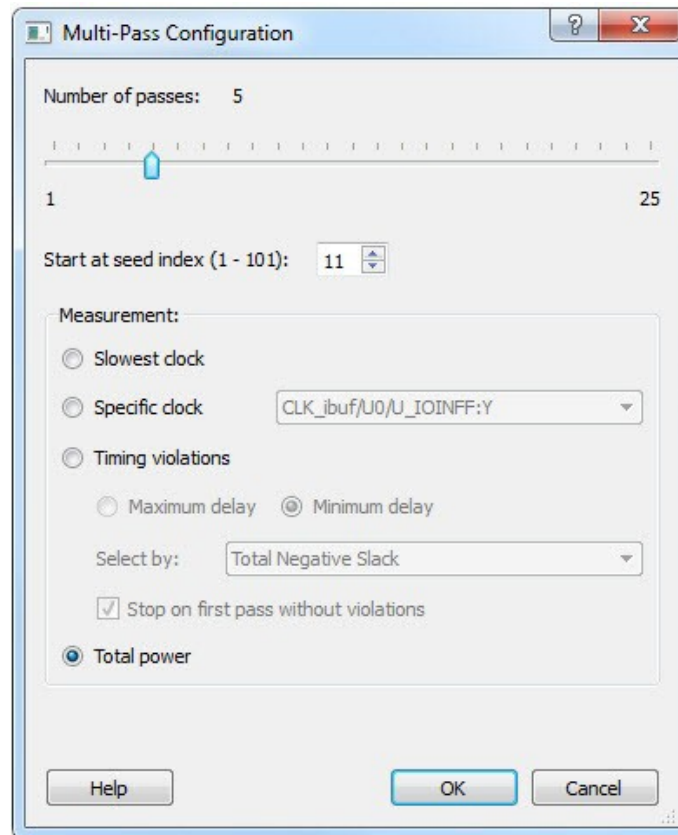 Multi-Pass Configuration
Number of passes: 5
1 25
Start at seed index (1 - 101): 11
Measurement:
Slowest clock
Specific clock CLK_ibuf/U0/U_IOINFF:Y
Timing violations
Maximum delay Minimum delay
Select by: Total Negative Slack
Stop on first pass without violations
Total power
Help OK Cancel